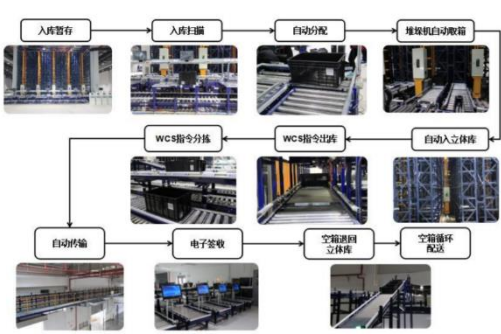 入库暂存
入库扫描
自动分配
堆垛机自动取箱
自动入立体库
WCS指令出库
WCS指令分拣
自动传输
电子签收
空箱退回
立体库
空箱循环
配送